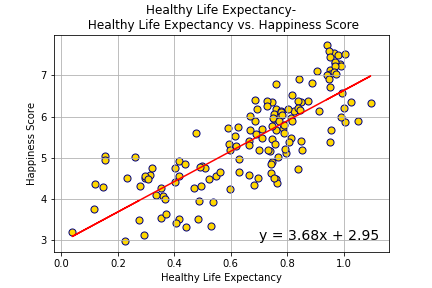 Healthy Life Expectancy-
Healthy Life Expectancy vs. Happiness Score
Happiness Score
7
6
5
4
3
y = 3.68x + 2.95
0.0 0.2 0.4 0.6 0.8 1.0
Healthy Life Expectancy